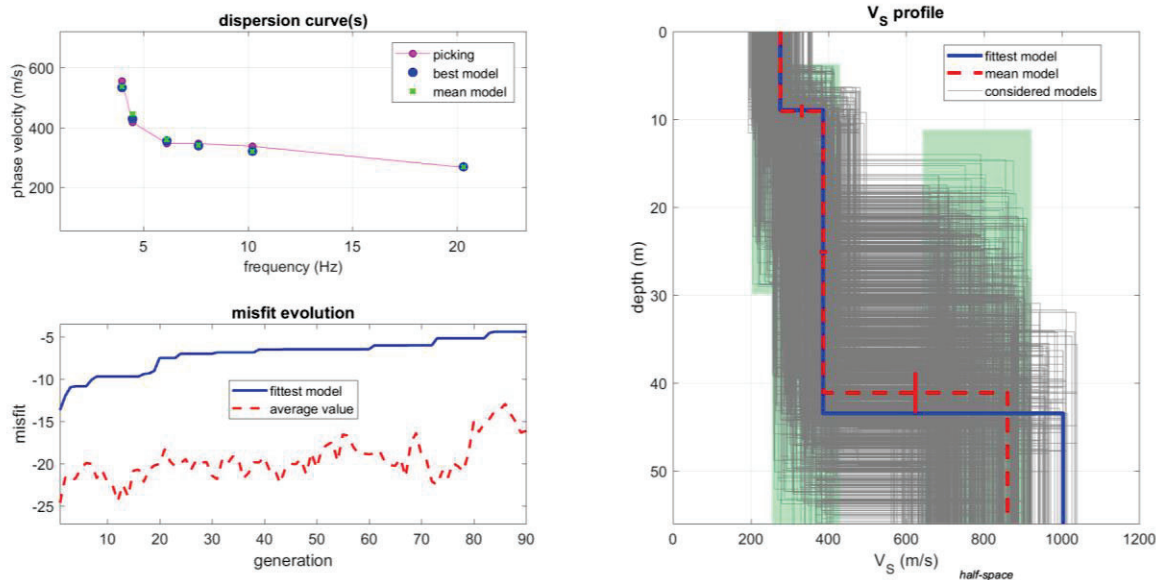 dispersion curve(s)
600
400
200
phase velocity (m/s)
picking
best model
mean model
5
10
15
20
frequency (Hz)
misfit evolution
-5
-10
-15
-20
-25
misfit
fittest model
average value
10
20
30
40
50
60
70
80
90
generation
V_S profile
0
10
20
30
40
50
depth (m)
fittest model
mean model
considered models
0
200
400
600
800
1000
1200
V_S (m/s)
half-space